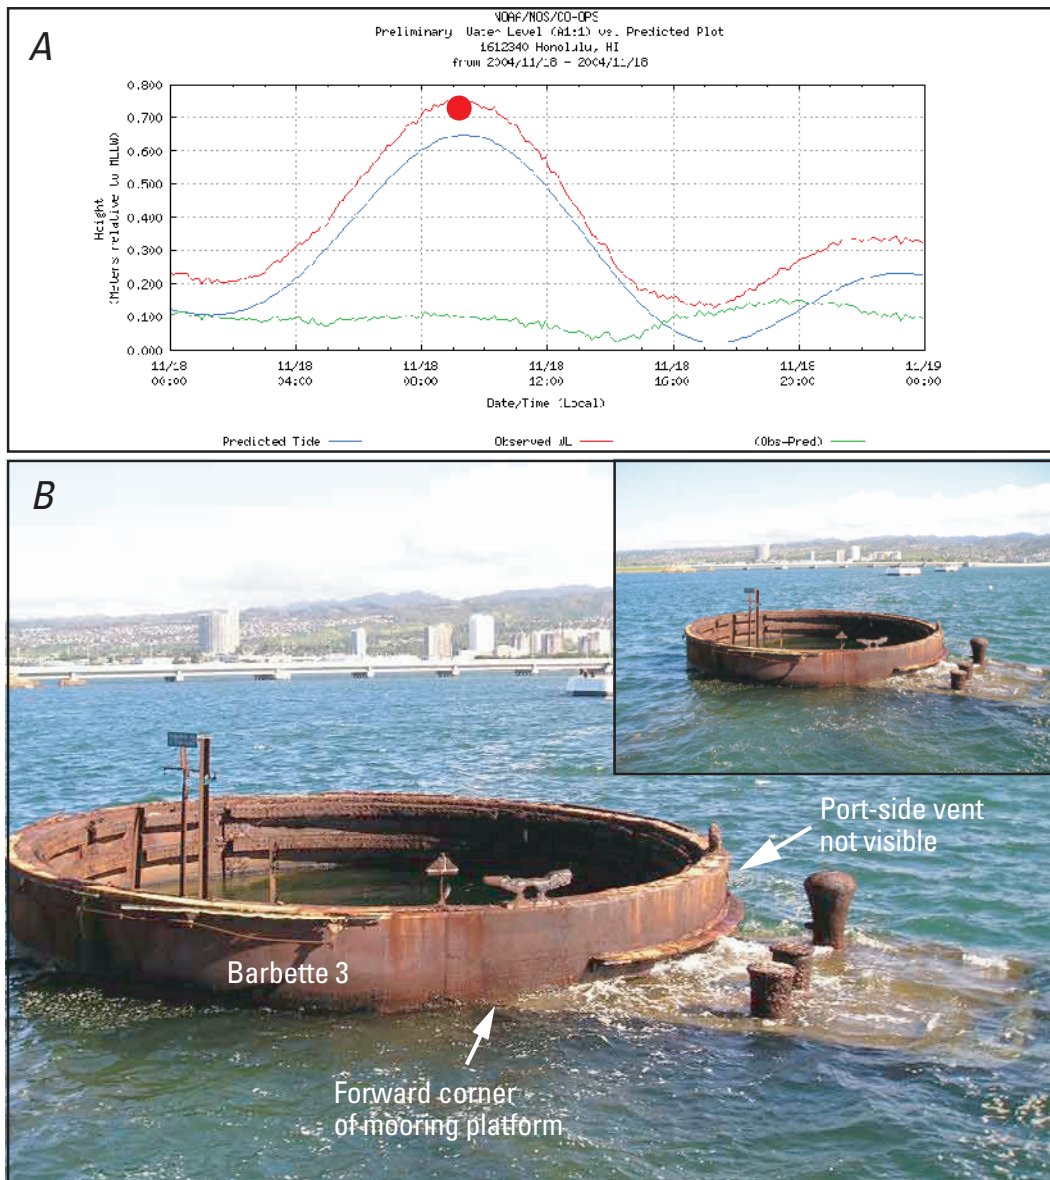 A
NOAA/NOS/CO-OPS
Preliminary Water Level (A1:1) vs. Predicted Plot
1612340 Honolulu, HI
from 2004/11/18 - 2004/11/18
0.800
0.700
0.600
0.500
0.400
0.300
0.200
0.100
0.000
Height
(Meters relative to MLLW)
11/18 11/18 11/18 11/18 11/18 11/18 11/19
00:00 04:00 08:00 12:00 16:00 20:00 00:00
Date/Time (Local)
Predicted Tide Observed WL (Obs-Pred)
B
Port-side vent
not visible
Barbette 3
Forward corner
of mooring platform